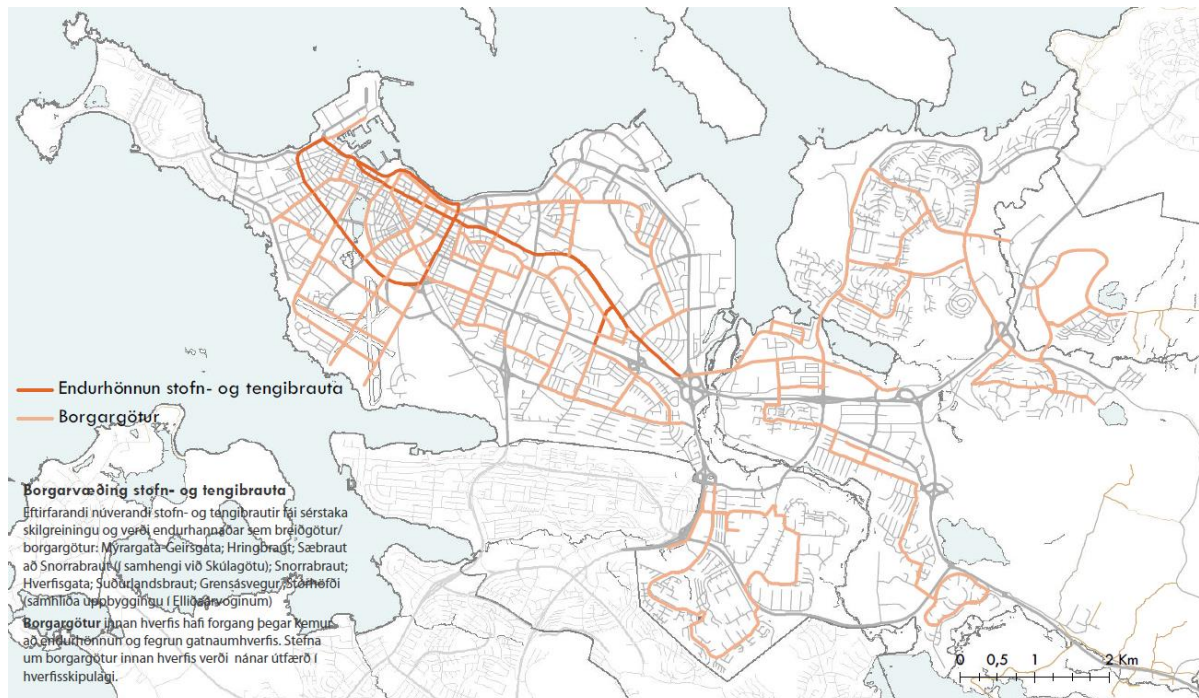 Endurhönnun stofn- og tengibrauta
Borgargötur
Borgarvæðing stofn- og tengibrauta
Eftirfarandi núverandi stofn- og tengibrautir fái sérstaka
skilgreiningu og verði endurhannaðar sem breiðgötur/
borgargötur: Mýrargata-Geirsgata; Hringbraut; Sæbraut
að Snorrabraut (í samhengi við Skúlagötu); Snorrabraut;
Hverfisgata; Suðurlandsbraut; Grensásvegur; Stórhöfði
(samhliða uppbyggingu í Elliðaárvoginum)
Borgargötur innan hverfis hafi forgang þegar kemur
að endurhönnun og fegrun gatnaumhverfis. Stefna
um borgargötur innan hverfis verði nánar útfærð í
hverfisskipulagi.
0 0,5 1 2 Km